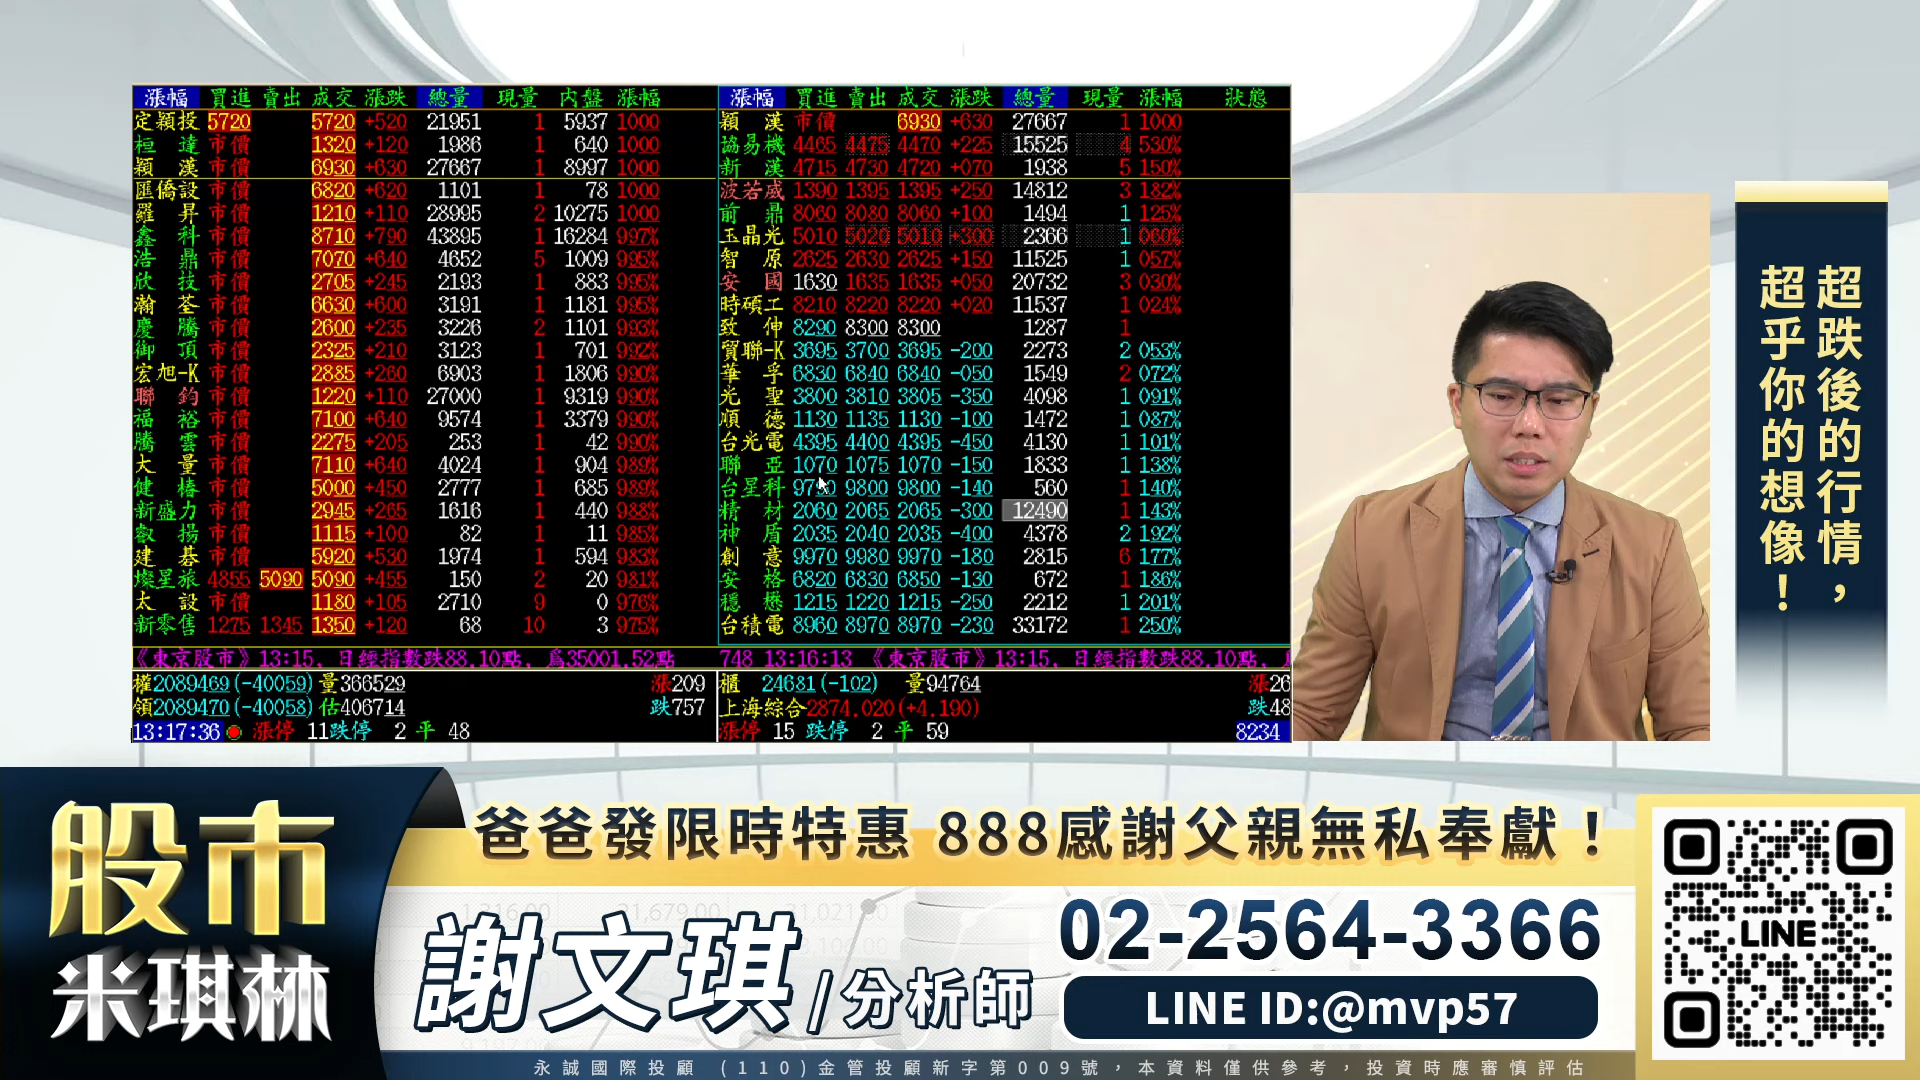 漲幅 買進 賣出 成交 漲跌 總量 現量 內盤 漲幅
定穎投 5720 5720 +520 21951 1 5937 1000
桓達 市價 1320 +120 1986 1 640 1000
穎漢 市價 6930 +630 27667 1 8997 1000
匯僑設 市價 6820 +620 1101 1 78 1000
羅昇 市價 1210 +110 28995 2 10275 1000
鑫科 市價 8710 +790 43895 1 16284 997%
浩鼎 市價 7070 +640 4652 5 1009 995%
欣技 市價 2705 +245 2193 1 883 995%
瀚荃 市價 6630 +600 3191 1 1181 995%
慶騰 市價 2600 +235 3226 2 1101 993%
御頂 市價 2325 +210 3123 1 701 992%
宏旭-K 市價 2885 +260 6903 1 1806 990%
聯鈞 市價 1220 +110 27000 1 9319 990%
福裕 市價 7100 +640 9574 1 3379 990%
騰雲 市價 2275 +205 253 1 42 990%
大量 市價 7110 +640 4024 1 904 989%
健椿 市價 5000 +450 2777 1 685 989%
新盛力 市價 2945 +265 1616 1 440 988%
叡揚 市價 1115 +100 82 1 11 985%
建碁 市價 5920 +530 1974 1 594 983%
燦星旅 4855 5090 5090 +455 150 2 20 981%
太設 市價 1180 +105 2710 9 0 976%
新零售 1275 1345 1350 +120 68 10 3 975%
《東京股市》13:15, 日經指數跌88.10點, 為35001.52點
權2089469(-40059) 量366529 漲209
領2089470(-40058) 估406714 跌757
13:17:36 漲停 11跌停 2 平 48
漲幅 買進 賣出 成交 漲跌 總量 現量 漲幅 狀態
穎漢 市價 6930 +630 27667 1 1000
協易機 4465 4475 4470 +225 15525 4 530%
新漢 4715 4730 4720 +070 1938 5 150%
波若威 1390 1395 1395 +250 14812 3 182%
前鼎 8060 8080 8060 +100 1494 1 125%
玉晶光 5010 5020 5010 +300 2366 1 060%
智原 2625 2630 2625 +150 11525 1 057%
安國 1630 1635 1635 +050 20732 3 030%
時碩工 8210 8220 8220 +020 11537 1 024%
致伸 8290 8300 8300 1287 1
貿聯-K 3695 3700 3695 -200 2273 2 053%
華孚 6830 6840 6840 -050 1549 2 072%
光聖 3800 3810 3805 -350 4098 1 091%
順德 1130 1135 1130 -100 1472 1 087%
台光電 4395 4400 4395 -450 4130 1 101%
聯亞 1070 1075 1070 -150 1833 1 138%
台星科 9800 9800 -140 560 1 140%
精材 2060 2065 2065 -300 12490 1 143%
神盾 2035 2040 2035 -400 4378 2 192%
創意 9970 9980 9970 -180 2815 6 177%
安格 6820 6830 6850 -130 672 1 186%
穩懋 1215 1220 1215 -250 2212 1 201%
台積電 8960 8970 8970 -230 33172 1 250%
748 13:16:13 《東京股市》13:15, 日經指數跌88.10點,
櫃 24681(-102) 量94764 漲26
上海綜合2874.020(+4.190) 跌48
漲停 15 跌停 2 平 59 8234
超跌後的行情，
超乎你的想像！
爸爸發限時特惠 888感謝父親無私奉獻！
股市
米琪林
謝文琪/分析師
02-2564-3366
LINE ID:@mvp57
LINE
永誠國際投顧 (110)金管投顧新字第009號，本資料僅供參考，投資時應審慎評估